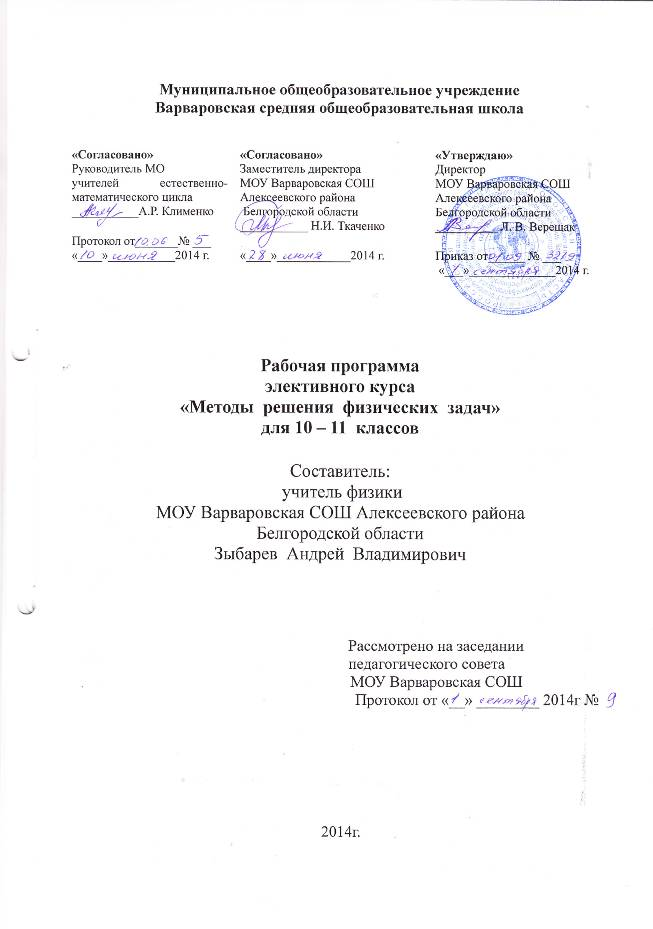 Муниципальное общеобразовательное учреждение
Варваровская средняя общеобразовательная школа
«Согласовано»
Руководитель МО
учителей естественно-
математического цикла
А.Р. Клименко
Протокол от 10.06 № 5
«10» июня 2014 г.
«Согласовано»
Заместитель директора
МОУ Варваровская СОШ
Алексеевского района
Белгородской области
Н.И. Ткаченко
«28» июня 2014 г.
«Утверждаю»
Директор
МОУ Варваровская СОШ
Алексеевского района
Белгородской области
Л. В. Верещак
Приказ от 01.09 №
«1» сентября 2014 г.
Рабочая программа
элективного курса
«Методы решения физических задач»
для 10 – 11 классов
Составитель:
учитель физики
МОУ Варваровская СОШ Алексеевского района
Белгородской области
Зыбарев Андрей Владимирович
Рассмотрено на заседании
педагогического совета
МОУ Варваровская СОШ
Протокол от «1» сентября 2014г № 9
2014г.